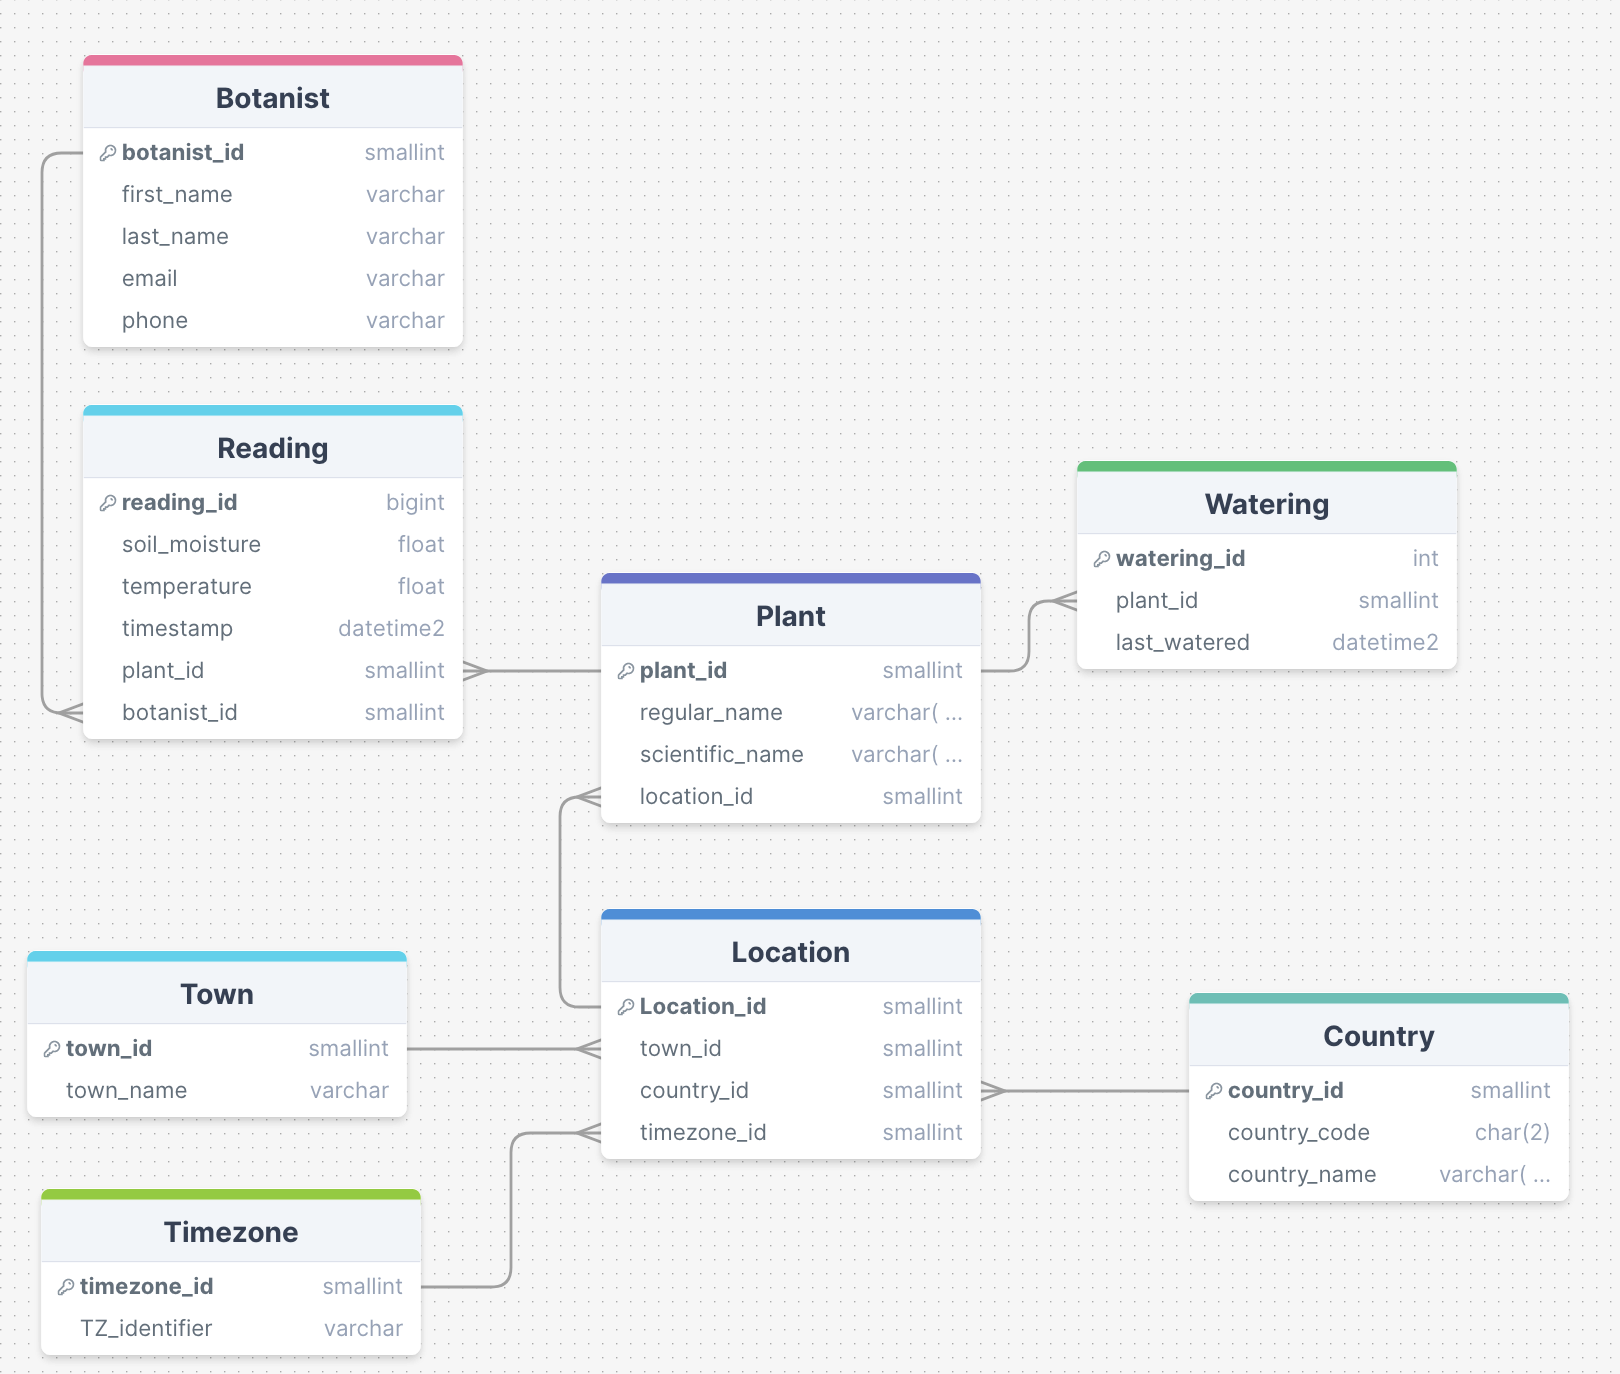 Botanist
botanist_id smallint
first_name varchar
last_name varchar
email varchar
phone varchar
Reading
reading_id bigint
soil_moisture float
temperature float
timestamp datetime2
plant_id smallint
botanist_id smallint
Watering
watering_id int
plant_id smallint
last_watered datetime2
Plant
plant_id smallint
regular_name varchar( ...
scientific_name varchar( ...
location_id smallint
Location
Location_id smallint
town_id smallint
country_id smallint
timezone_id smallint
Town
town_id smallint
town_name varchar
Country
country_id smallint
country_code char(2)
country_name varchar( ...
Timezone
timezone_id smallint
TZ_identifier varchar